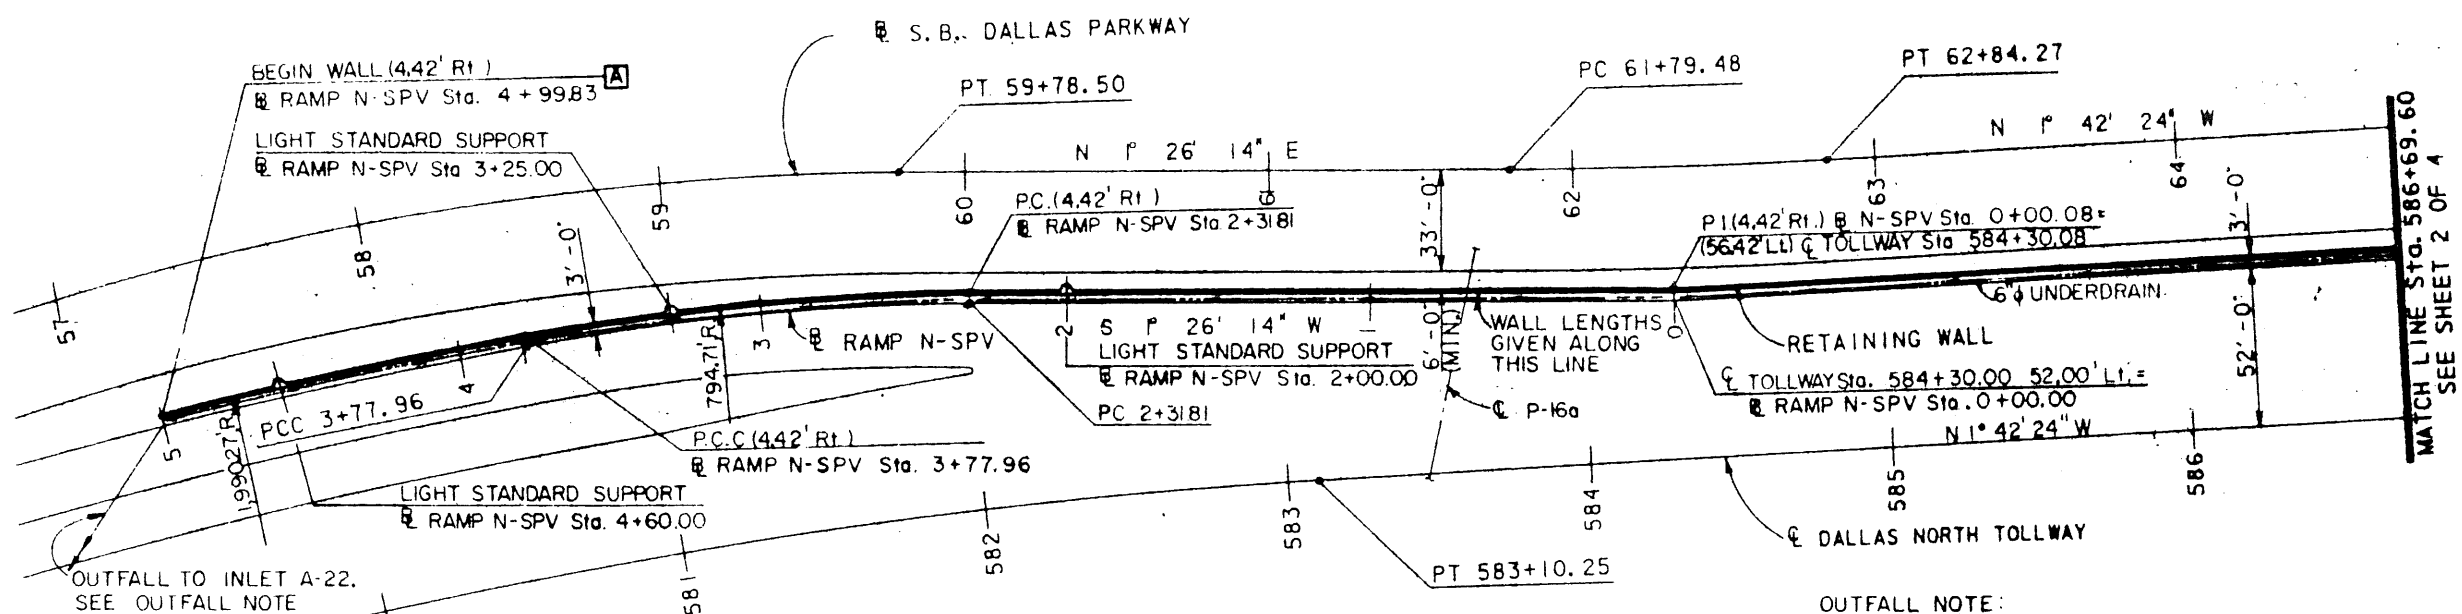 ℄ S.B. DALLAS PARKWAY
BEGIN WALL (4.42' Rt.)
℄ RAMP N-SPV Sta. 4+99.83
A
LIGHT STANDARD SUPPORT
℄ RAMP N-SPV Sta 3+25.00
PT 59+78.50
PC 61+79.48
PT 62+84.27
N 1° 26' 14" E
N 1° 42' 24" W
57
58
59
60
61
62
63
64
3'-0"
33'-0"
3'-0"
P.C. (4.42' Rt.)
℄ RAMP N-SPV Sta 2+31.81
P.I. (4.42' Rt.) ℄ N-SPV Sta. 0+00.08=
(56.42' Lt) ℄ TOLLWAY Sta 584+30.08
MATCH LINE Sta. 586+69.60
SEE SHEET 2 OF 4
5
4
3
2
0
1,990.27' R
794.71' R
℄ RAMP N-SPV
S 1° 26' 14" W
LIGHT STANDARD SUPPORT
℄ RAMP N-SPV Sta. 2+00.00
6'-0"
(MIN.)
WALL LENGTHS
GIVEN ALONG
THIS LINE
6"ϕ UNDERDRAIN
RETAINING WALL
52'-0"
℄ TOLLWAY Sta. 584+30.00 52.00' Lt. =
℄ RAMP N-SPV Sta. 0+00.00
PCC 3+77.96
P.C.C (4.42' Rt.)
℄ RAMP N-SPV Sta. 3+77.96
PC 2+31.81
℄ P-16a
N 1° 42' 24" W
LIGHT STANDARD SUPPORT
℄ RAMP N-SPV Sta. 4+60.00
OUTFALL TO INLET A-22.
SEE OUTFALL NOTE
581
582
583
584
585
586
PT 583+10.25
℄ DALLAS NORTH TOLLWAY
OUTFALL NOTE: